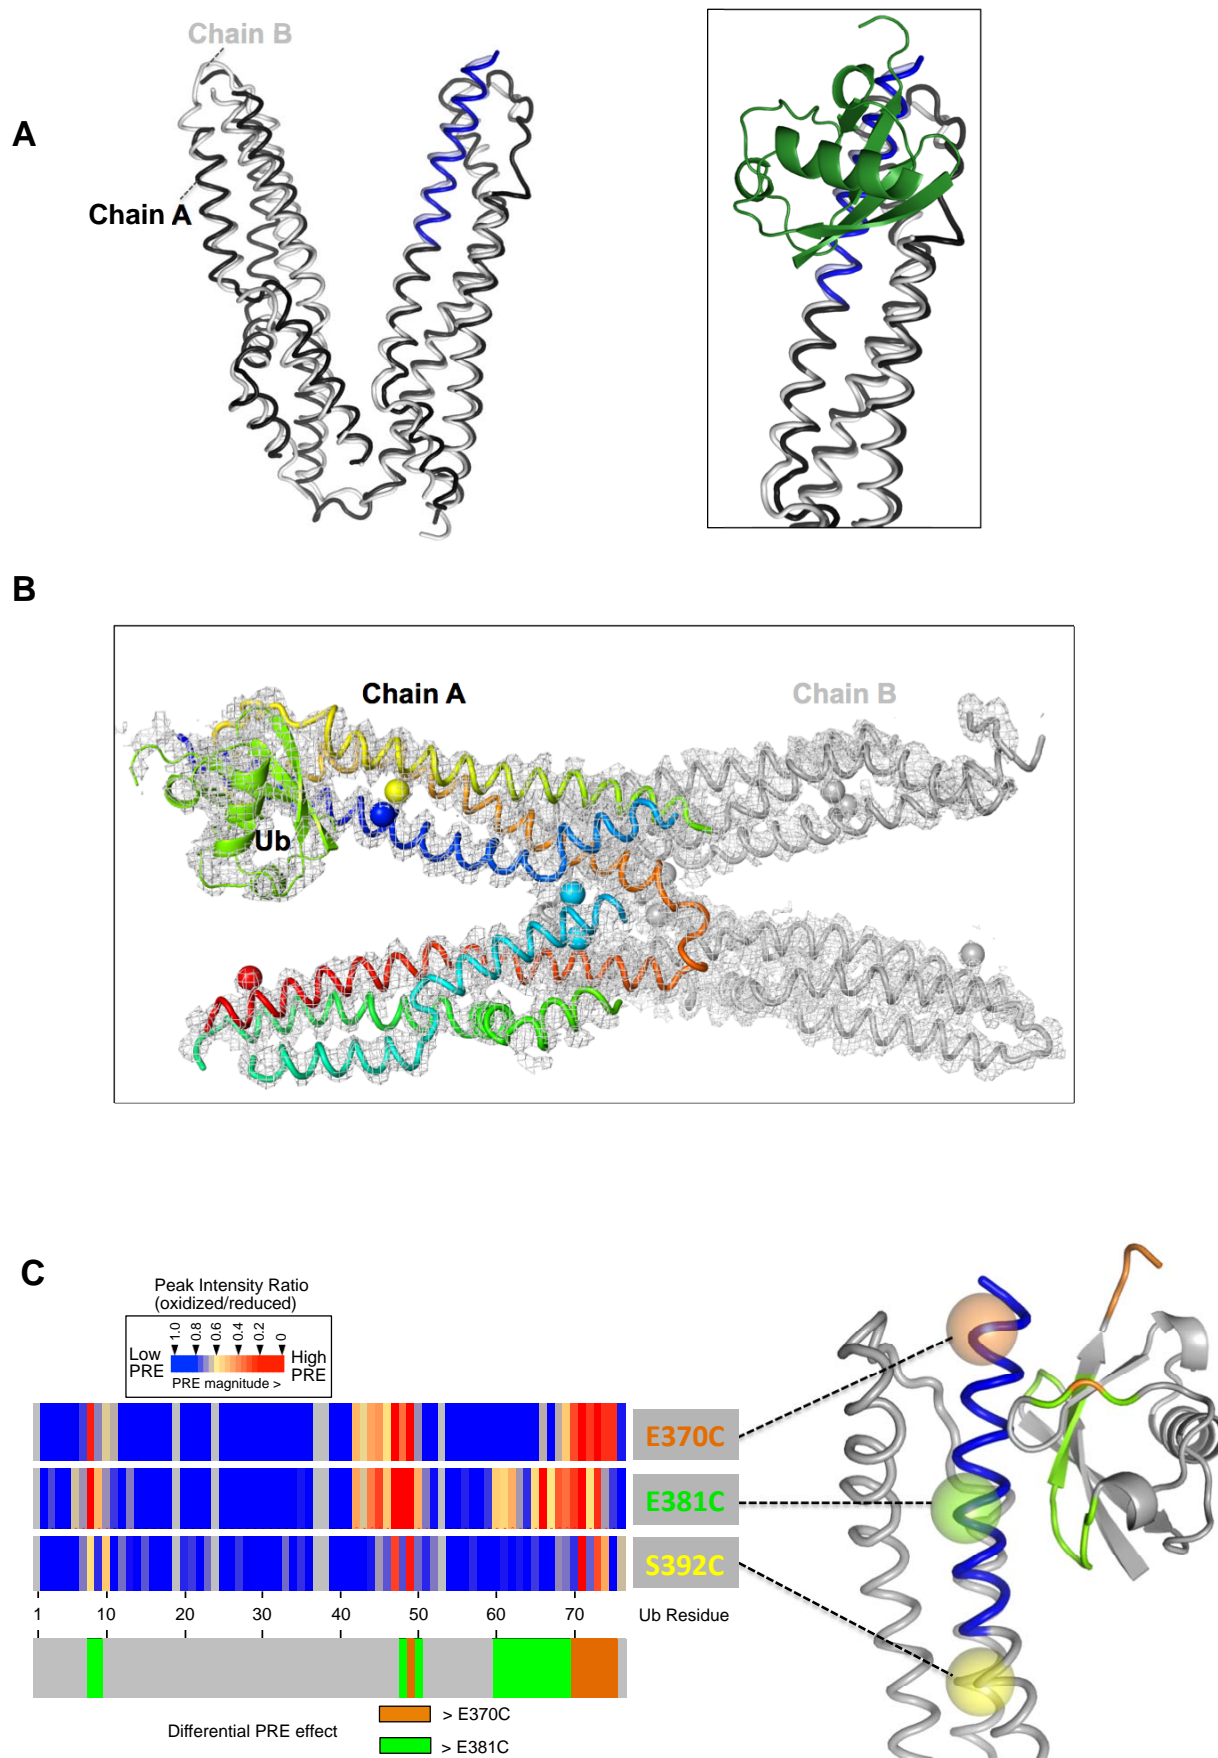 A
Chain B
Chain A
B
Chain A
Chain B
Ub
C
Peak Intensity Ratio
(oxidized/reduced)
1.0 0.8 0.6 0.4 0.2 0
Low
PRE
High
PRE
PRE magnitude >
E370C
E381C
S392C
1 10 20 30 40 50 60 70
Ub Residue
Differential PRE effect
> E370C
> E381C